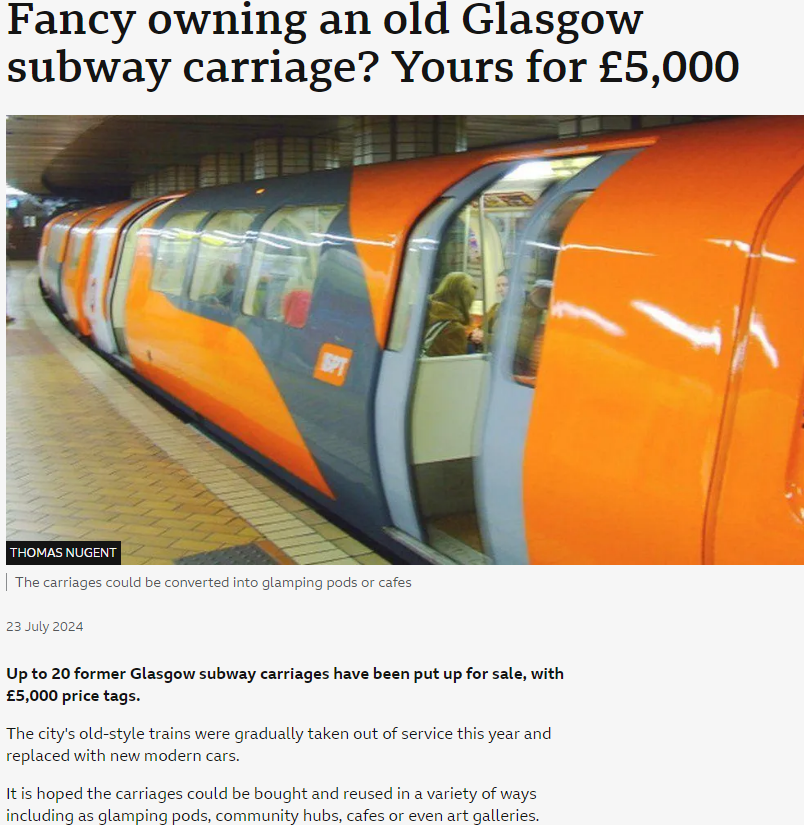 Fancy owning an old Glasgow
subway carriage? Yours for £5,000
SPT
THOMAS NUGENT
The carriages could be converted into glamping pods or cafes
23 July 2024
Up to 20 former Glasgow subway carriages have been put up for sale, with
£5,000 price tags.
The city's old-style trains were gradually taken out of service this year and
replaced with new modern cars.
It is hoped the carriages could be bought and reused in a variety of ways
including as glamping pods, community hubs, cafes or even art galleries.